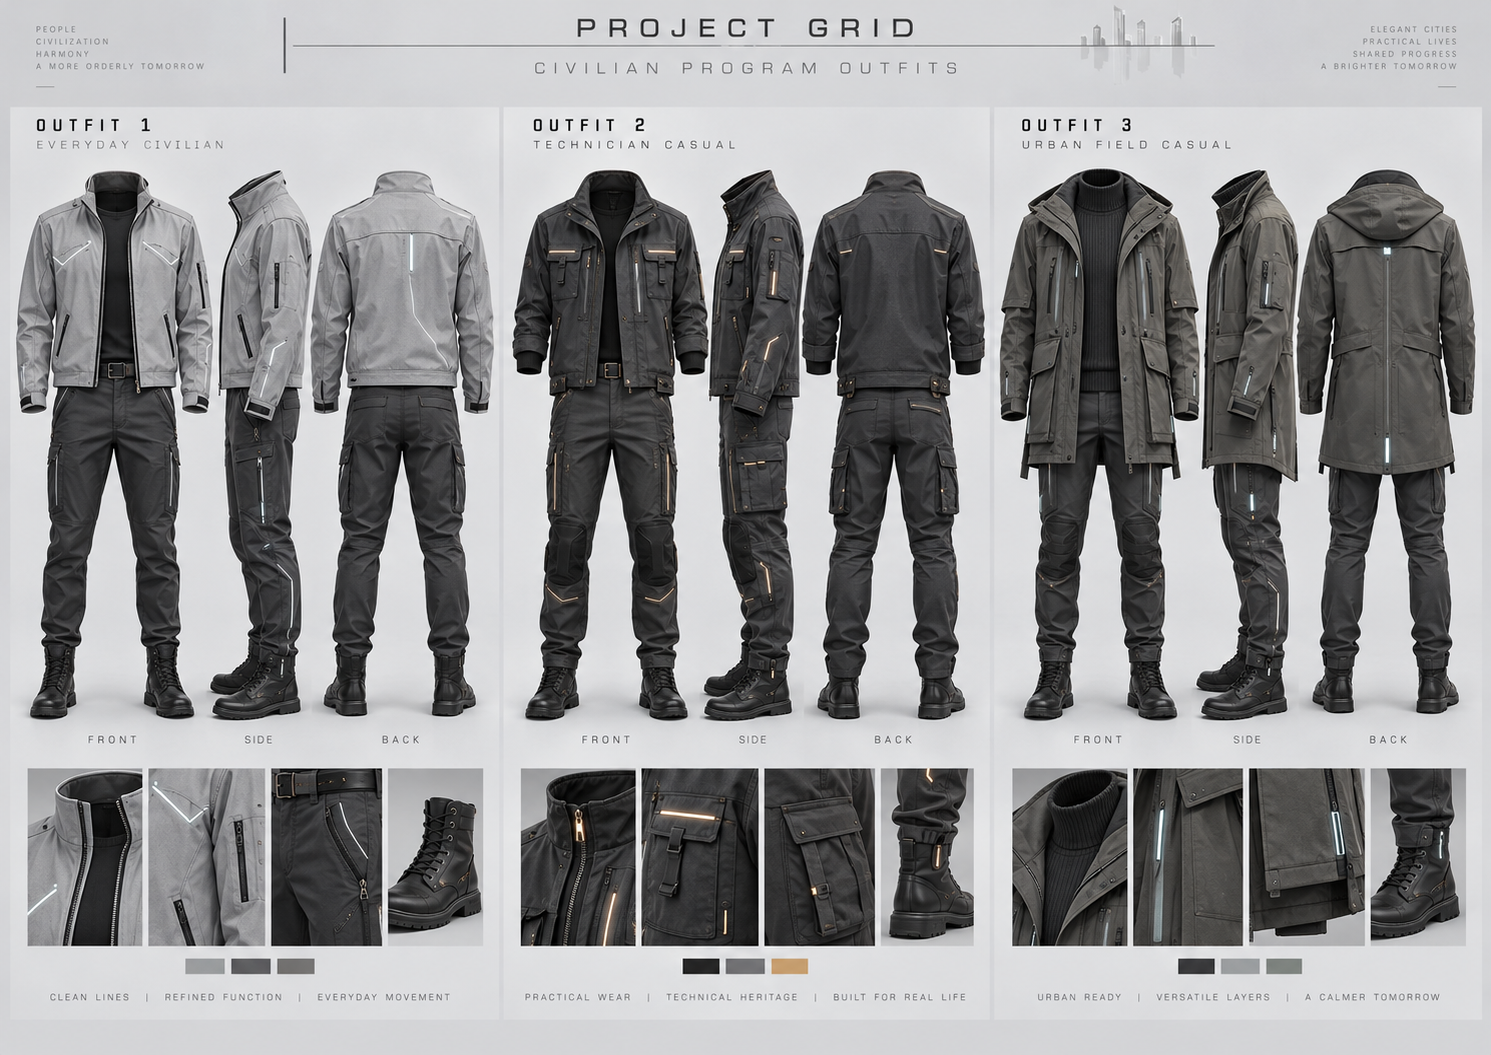 PEOPLE
CIVILIZATION
HARMONY
A MORE ORDERLY TOMORROW
PROJECT GRID
CIVILIAN PROGRAM OUTFITS
ELEGANT CITIES
PRACTICAL LIVES
SHARED PROGRESS
A BRIGHTER TOMORROW
OUTFIT 1
EVERYDAY CIVILIAN
FRONT
SIDE
BACK
CLEAN LINES | REFINED FUNCTION | EVERYDAY MOVEMENT
OUTFIT 2
TECHNICIAN CASUAL
FRONT
SIDE
BACK
PRACTICAL WEAR | TECHNICAL HERITAGE | BUILT FOR REAL LIFE
OUTFIT 3
URBAN FIELD CASUAL
FRONT
SIDE
BACK
URBAN READY | VERSATILE LAYERS | A CALMER TOMORROW